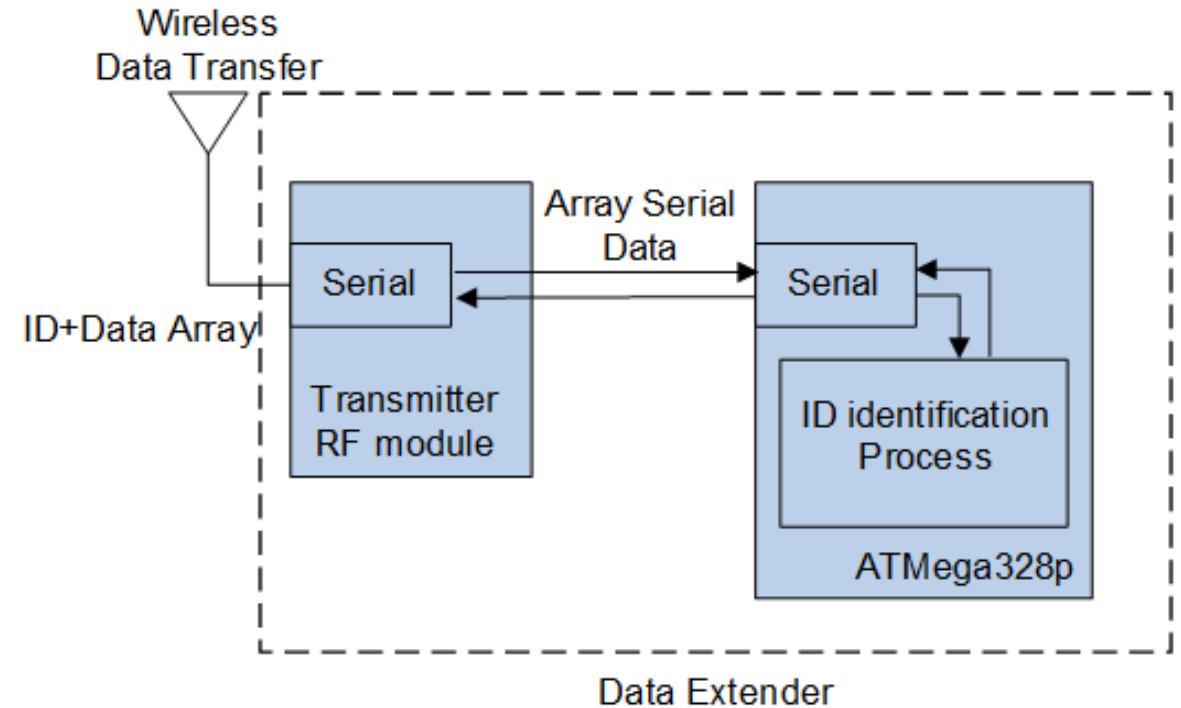 Wireless
Data Transfer
Array Serial
Data
Serial
Serial
ID+Data Array
Transmitter
RF module
ID identification
Process
ATMega328p
Data Extender